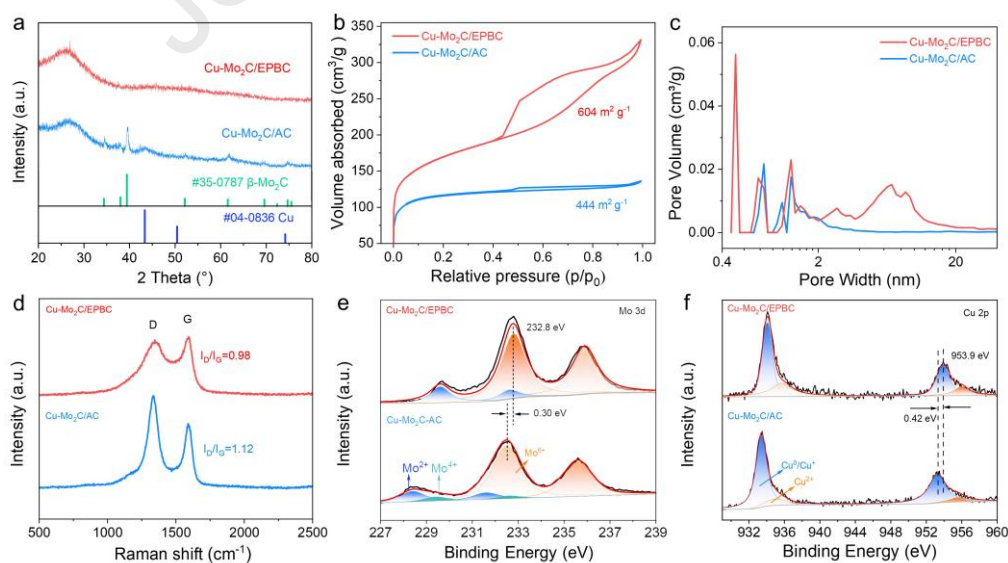 a
Cu-Mo₂C/EPBC
Cu-Mo₂C/AC
#35-0787 β-Mo₂C
#04-0836 Cu
Intensity (a.u.)
20 30 40 50 60 70 80
2 Theta (°)
b
Cu-Mo₂C/EPBC
Cu-Mo₂C/AC
604 m² g⁻¹
444 m² g⁻¹
Volume absorbed (cm³/g)
350
300
250
200
150
100
50
0.0 0.2 0.4 0.6 0.8 1.0
Relative pressure (p/p₀)
c
Cu-Mo₂C/EPBC
Cu-Mo₂C/AC
Pore Volume (cm³/g)
0.06
0.04
0.02
0.00
0.4 2 20
Pore Width (nm)
d
Cu-Mo₂C/EPBC
D G
I_D/I_G=0.98
Cu-Mo₂C/AC
I_D/I_G=1.12
Intensity (a.u.)
500 1000 1500 2000 2500
Raman shift (cm⁻¹)
e
Cu-Mo₂C/EPBC
Mo 3d
232.8 eV
Cu-Mo₂C-AC
0.30 eV
Mo²⁺ Mo⁴⁺
Mo⁶⁺
Intensity (a.u.)
227 229 231 233 235 237 239
Binding Energy (eV)
f
Cu-Mo₂C/EPBC
Cu 2p
953.9 eV
0.42 eV
Cu-Mo₂C/AC
Cu⁰/Cu⁺
Cu²⁺
Intensity (a.u.)
932 936 940 944 948 952 956 960
Binding Energy (eV)